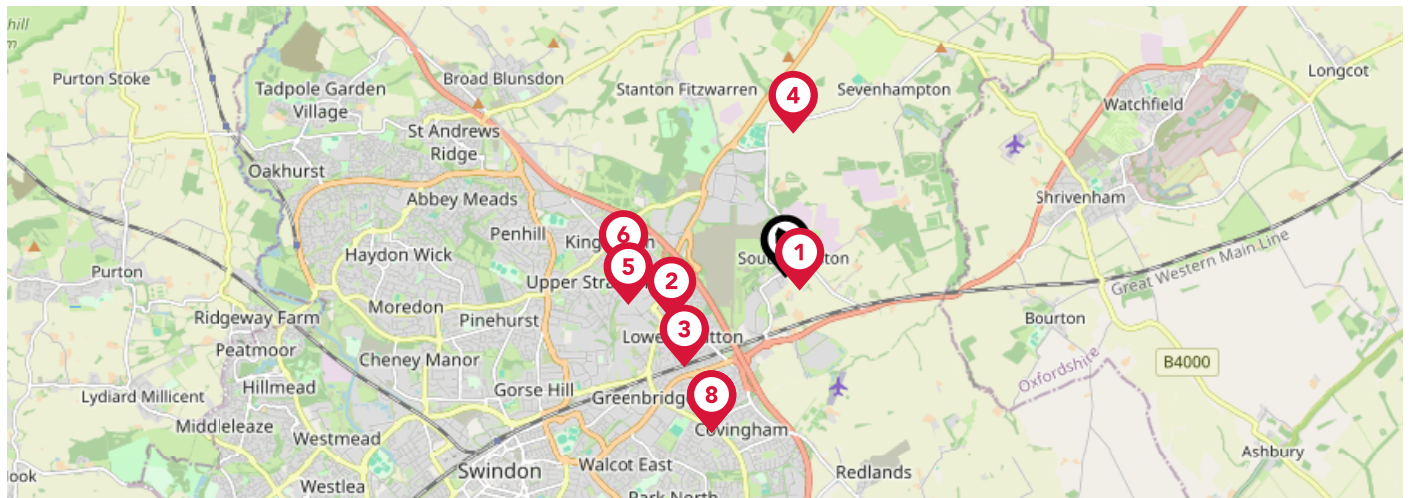 hill
m
Purton Stoke
Tadpole Garden
Village
Broad Blunsdon
Stanton Fitzwarren
4
Sevenhampton
Watchfield
Longcot
St Andrews
Ridge
Oakhurst
Abbey Meads
Shrivenham
Penhill
6
1
Haydon Wick
5
2
Great Western Main Line
Purton
Moredon
Ridgeway Farm
Pinehurst
3
Bourton
Peatmoor
Cheney Manor
B4000
Oxfordshire
Hillmead
Gorse Hill
8
Lydiard Millicent
Middleleaze
Westmead
Covingham
Walcot East
Ashbury
ook
Swindon
Redlands
Westlea
Park North